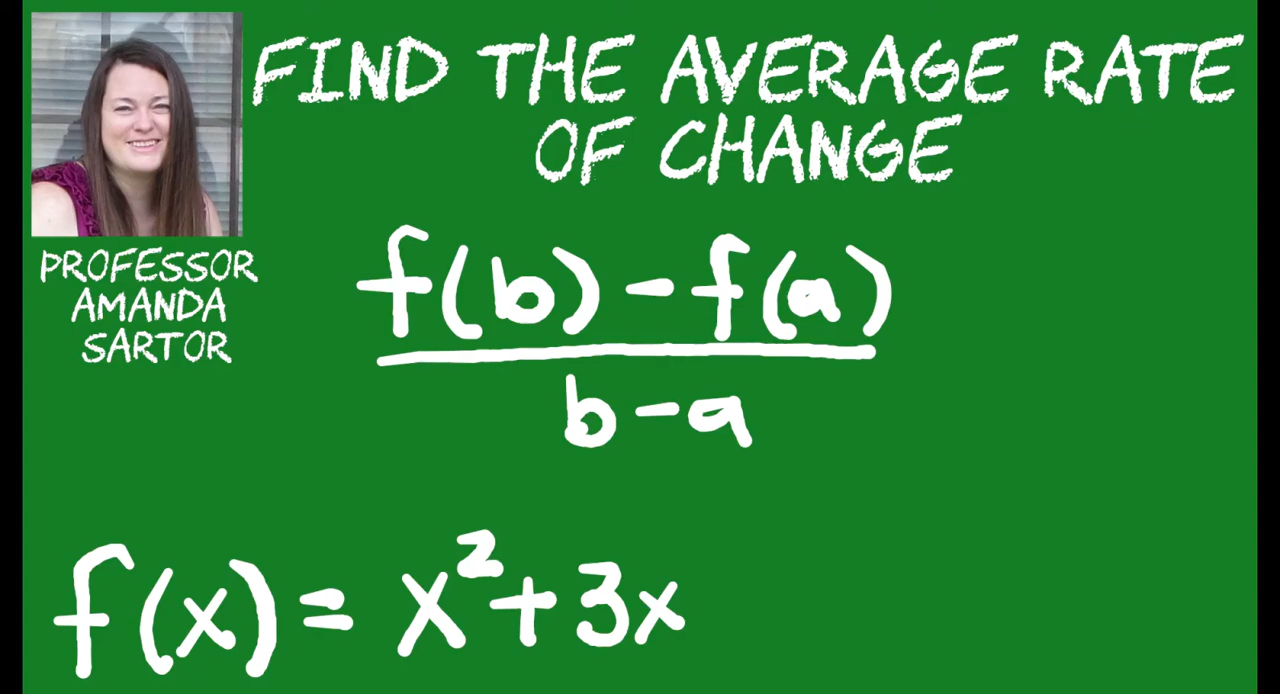 FIND THE AVERAGE RATE
OF CHANGE
PROFESSOR
AMANDA
SARTOR
f(b) - f(a)
b - a
f(x) = x² + 3x